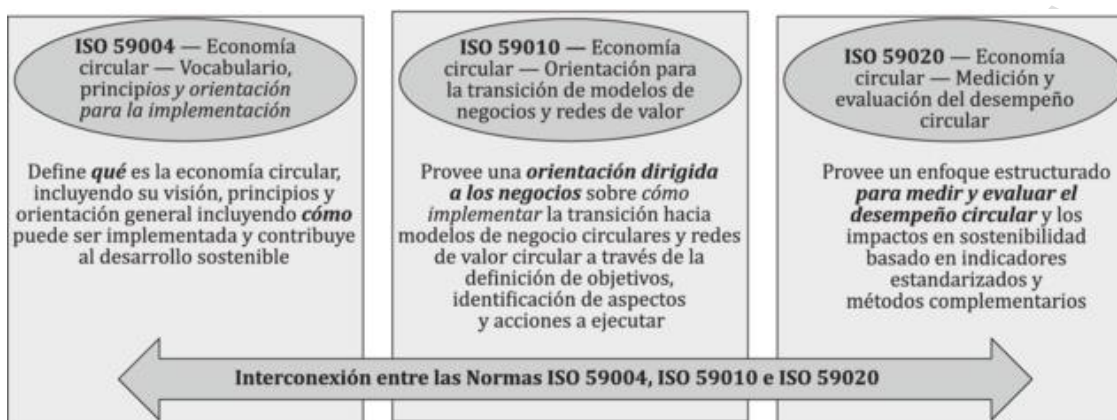 ISO 59004 — Economía
circular — Vocabulario,
principios y orientación
para la implementación
Define qué es la economía circular,
incluyendo su visión, principios y
orientación general incluyendo cómo
puede ser implementada y contribuye
al desarrollo sostenible
ISO 59010 — Economía
circular — Orientación para
la transición de modelos de
negocios y redes de valor
Provee una orientación dirigida
a los negocios sobre cómo
implementar la transición hacia
modelos de negocio circulares y redes
de valor circular a través de la
definición de objetivos,
identificación de aspectos
y acciones a ejecutar
ISO 59020 — Economía
circular — Medición y
evaluación del desempeño
circular
Provee un enfoque estructurado
para medir y evaluar el
desempeño circular y los
impactos en sostenibilidad
basado en indicadores
estandarizados y
métodos complementarios
Interconexión entre las Normas ISO 59004, ISO 59010 e ISO 59020